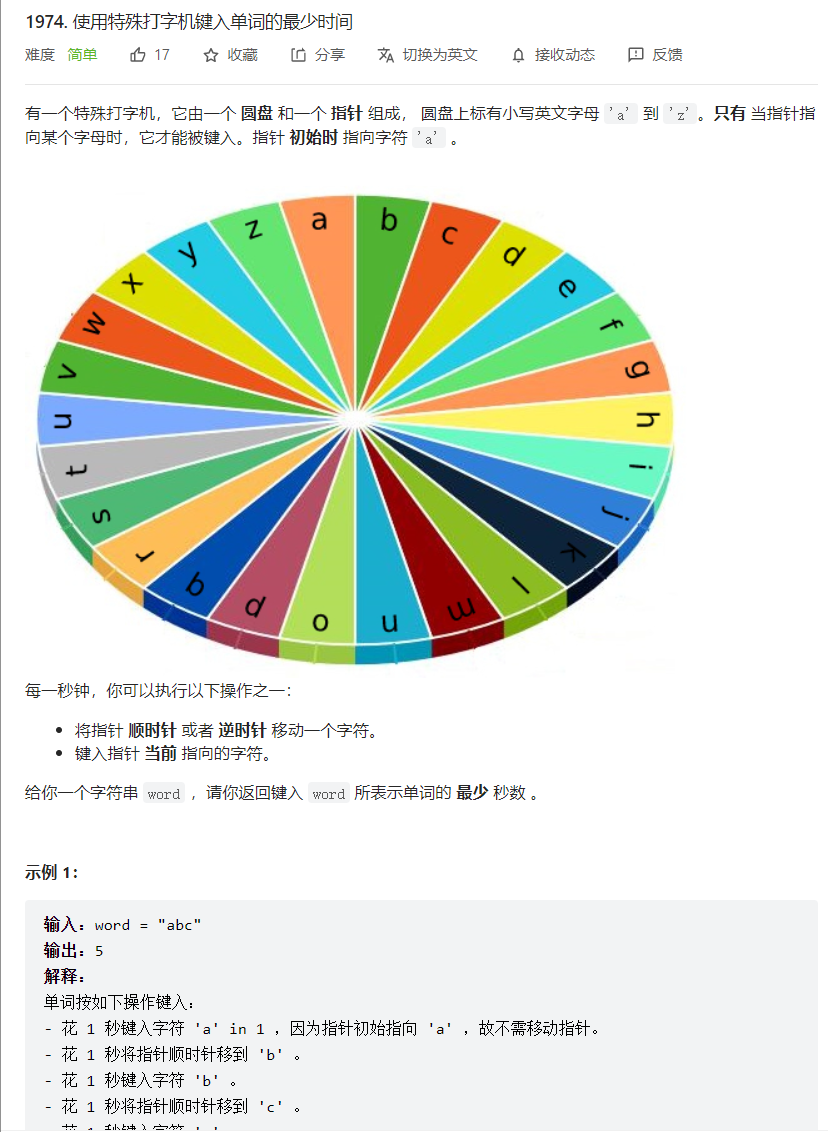 1974. 使用特殊打字机键入单词的最少时间
难度 简单 17 收藏 分享 切换为英文 接收动态 反馈
有一个特殊打字机，它由一个 圆盘 和一个 指针 组成， 圆盘上标有小写英文字母 'a' 到 'z'。只有 当指针指
向某个字母时，它才能被键入。指针 初始时 指向字符 'a' 。
a
b
c
d
e
f
g
h
i
j
k
l
m
n
o
p
q
r
s
t
u
v
w
x
y
z
每一秒钟，你可以执行以下操作之一：
• 将指针 顺时针 或者 逆时针 移动一个字符。
• 键入指针 当前 指向的字符。
给你一个字符串 word ，请你返回键入 word 所表示单词的 最少 秒数 。
示例 1：
输入：word = "abc"
输出：5
解释：
单词按如下操作键入：
- 花 1 秒键入字符 'a' in 1 ，因为指针初始指向 'a' ，故不需移动指针。
- 花 1 秒将指针顺时针移到 'b' 。
- 花 1 秒键入字符 'b' 。
- 花 1 秒将指针顺时针移到 'c' 。